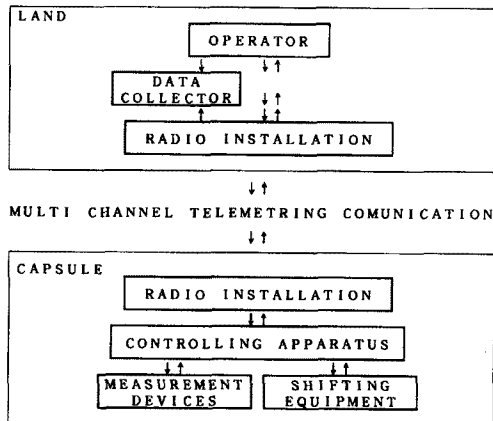 LAND
OPERATOR
DATA
COLLECTOR
RADIO INSTALLATION
MULTI CHANNEL TELEMETRING COMUNICATION
CAPSULE
RADIO INSTALLATION
CONTROLLING APPARATUS
MEASUREMENT
DEVICES
SHIFTING
EQUIPMENT